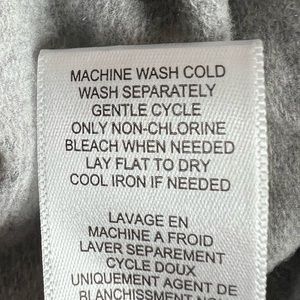 MACHINE WASH COLD
WASH SEPARATELY
GENTLE CYCLE
ONLY NON-CHLORINE
BLEACH WHEN NEEDED
LAY FLAT TO DRY
COOL IRON IF NEEDED
LAVAGE EN
MACHINE A FROID
LAVER SEPAREMENT
CYCLE DOUX
UNIQUEMENT AGENT DE
BLANCHISSMENT